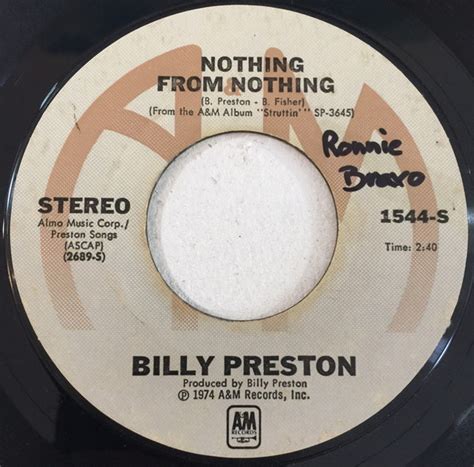 NOTHING
FROM NOTHING
(B. Preston - B. Fisher)
(From the A&M Album "Struttin'" SP-3645)
Ronnie
Bravo
STEREO
Almo Music Corp./
Preston Songs
(ASCAP)
(2689-S)
1544-S
Time: 2:40
BILLY PRESTON
Produced by Billy Preston
℗ 1974 A&M Records, Inc.
A&M
RECORDS